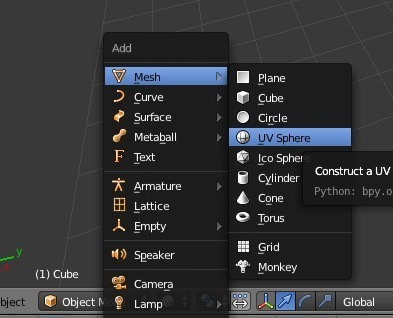 Add
Mesh
Curve
Surface
Metaball
Text
Armature
Lattice
Empty
Speaker
Camera
Lamp
Plane
Cube
Circle
UV Sphere
Ico Sphere
Cylinder
Cone
Torus
Grid
Monkey
Construct a UV
Python: bpy.o
y
(1) Cube
bject
Object M
Global